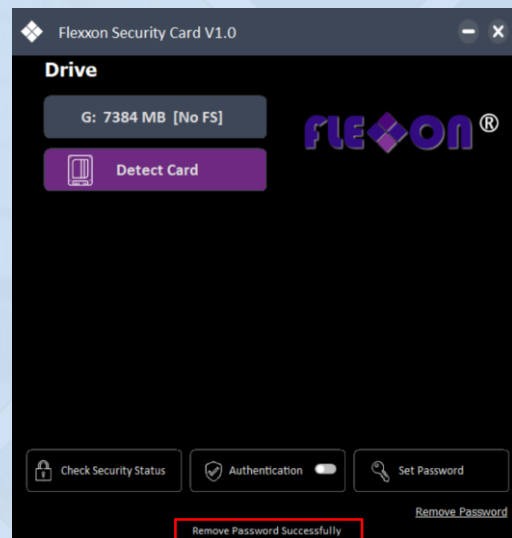 Flexxon Security Card V1.0
Drive
G: 7384 MB [No FS]
FLEXXON®
Detect Card
Check Security Status
Authentication
Set Password
Remove Password
Remove Password Successfully